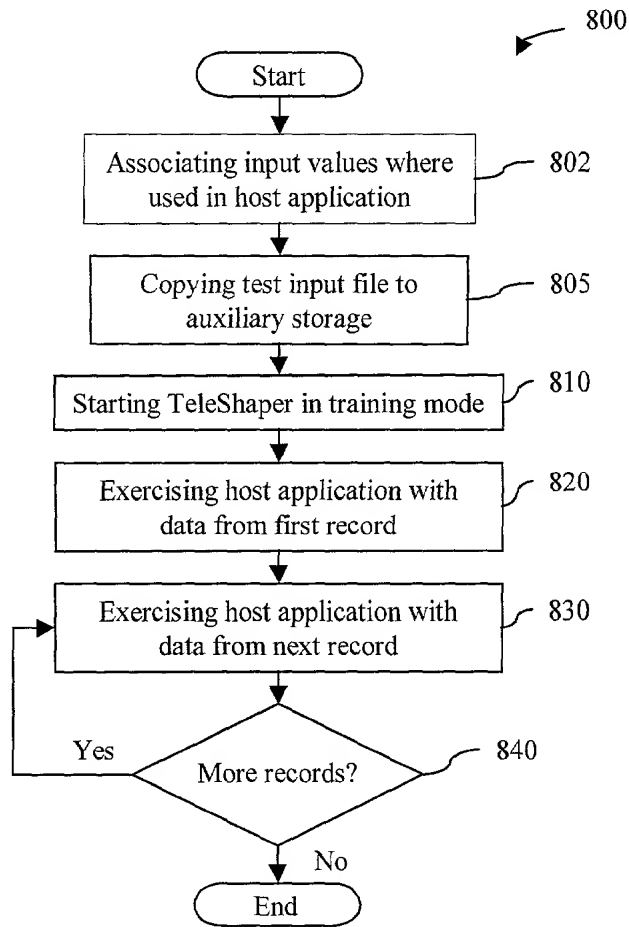 800
Start
Associating input values where
used in host application
802
Copying test input file to
auxiliary storage
805
Starting TeleShaper in training mode
810
Exercising host application with
data from first record
820
Exercising host application with
data from next record
830
Yes
More records?
840
No
End